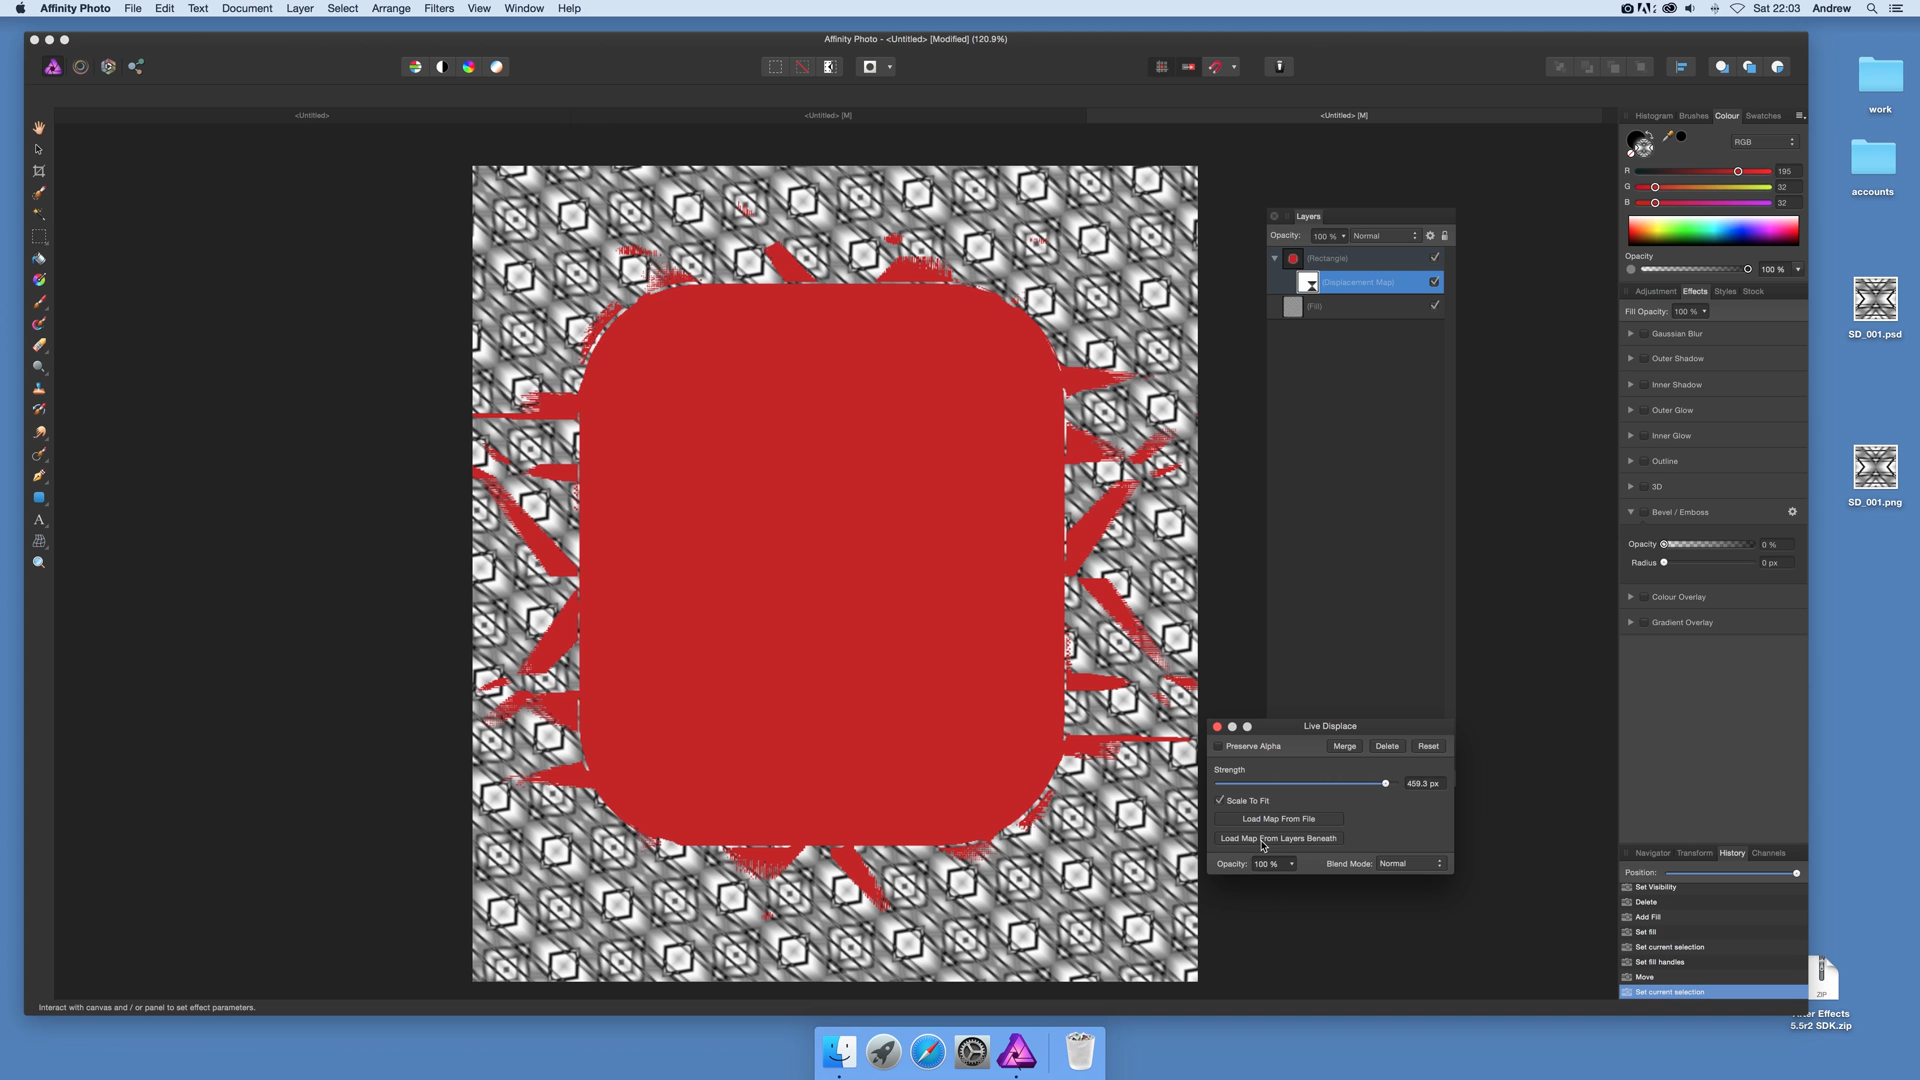 Affinity Photo File Edit Text Document Layer Select Arrange Filters View Window Help Sat 22:03 Andrew
Affinity Photo - <Untitled> [Modified] (120.9%)
<Untitled> <Untitled> [M] <Untitled> [M]
Histogram Brushes Colour Swatches
RGB
R 195
G 32
B 32
Opacity
100 %
Adjustment Effects Styles Stock
Fill Opacity: 100 %
Gaussian Blur
Outer Shadow
Inner Shadow
Outer Glow
Inner Glow
Outline
3D
Bevel / Emboss
Opacity 0 %
Radius 0 px
Colour Overlay
Gradient Overlay
Layers
Opacity: 100 % Normal
(Rectangle)
(Displacement Map)
(Fill)
Live Displace
Preserve Alpha Merge Delete Reset
Strength
459.3 px
Scale To Fit
Load Map From File
Load Map From Layers Beneath
Opacity: 100 % Blend Mode: Normal
Navigator Transform History Channels
Position:
Set Visibility
Delete
Add Fill
Set fill
Set current selection
Set fill handles
Move
Set current selection
Interact with canvas and / or panel to set effect parameters.
work
accounts
SD_001.psd
SD_001.png
ZIP
After Effects
5.5r2 SDK.zip
A